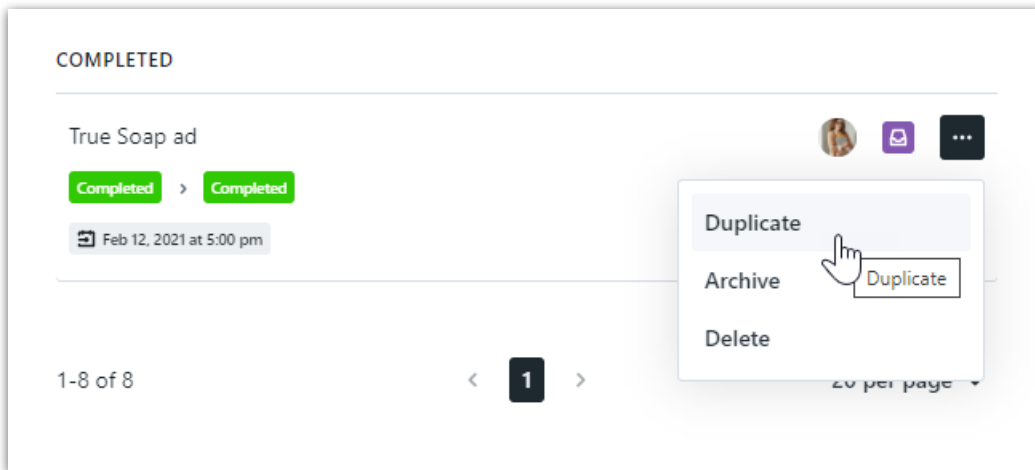 COMPLETED
True Soap ad
Completed > Completed
Feb 12, 2021 at 5:00 pm
Duplicate
Duplicate
Archive
Delete
1-8 of 8 < 1 > 20 per page